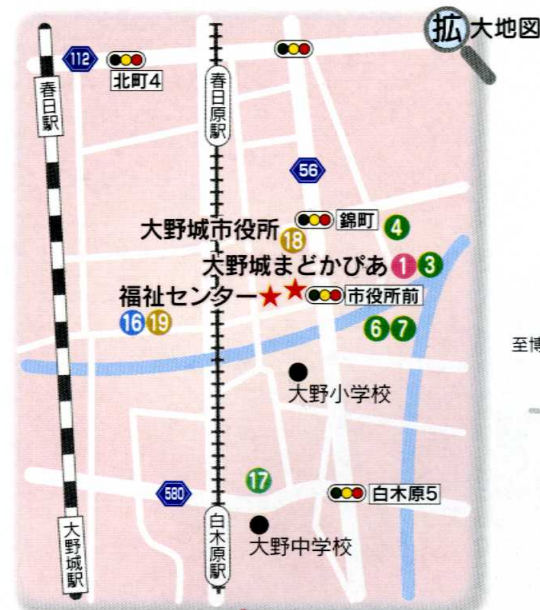 拡大地図
112
北町4
春日駅
春日原駅
56
錦町
4
大野城市役所
18
大野城まどかぴあ
1 3
福祉センター
市役所前
16 19
6 7
至博
大野小学校
17
580
白木原5
大野城駅
白木原駅
大野中学校